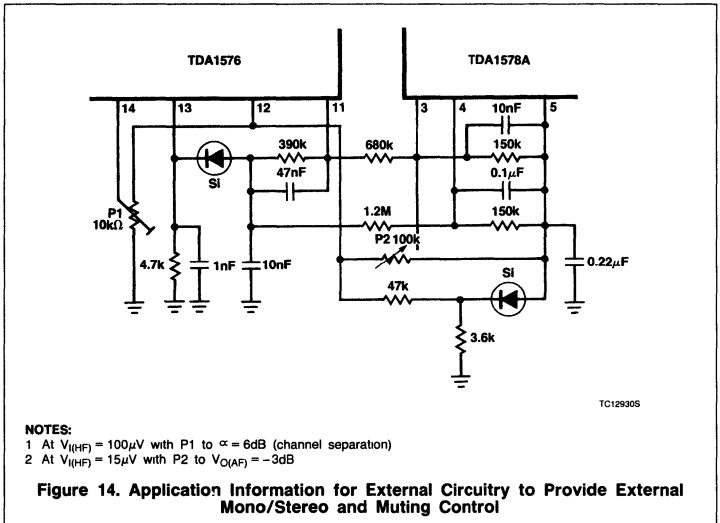 TDA1576
TDA1578A
14
13
12
11
3
4
5
10nF
390k
680k
150k
Si
47nF
0.1μF
P1
10kΩ
1.2M
150k
P2 100k
4.7k
1nF
10nF
0.22μF
47k
Si
3.6k
TC12930S
NOTES:
1 At VI(HF) = 100μV with P1 to ∝ = 6dB (channel separation)
2 At VI(HF) = 15μV with P2 to VO(AF) = −3dB
Figure 14. Application Information for External Circuitry to Provide External
Mono/Stereo and Muting Control